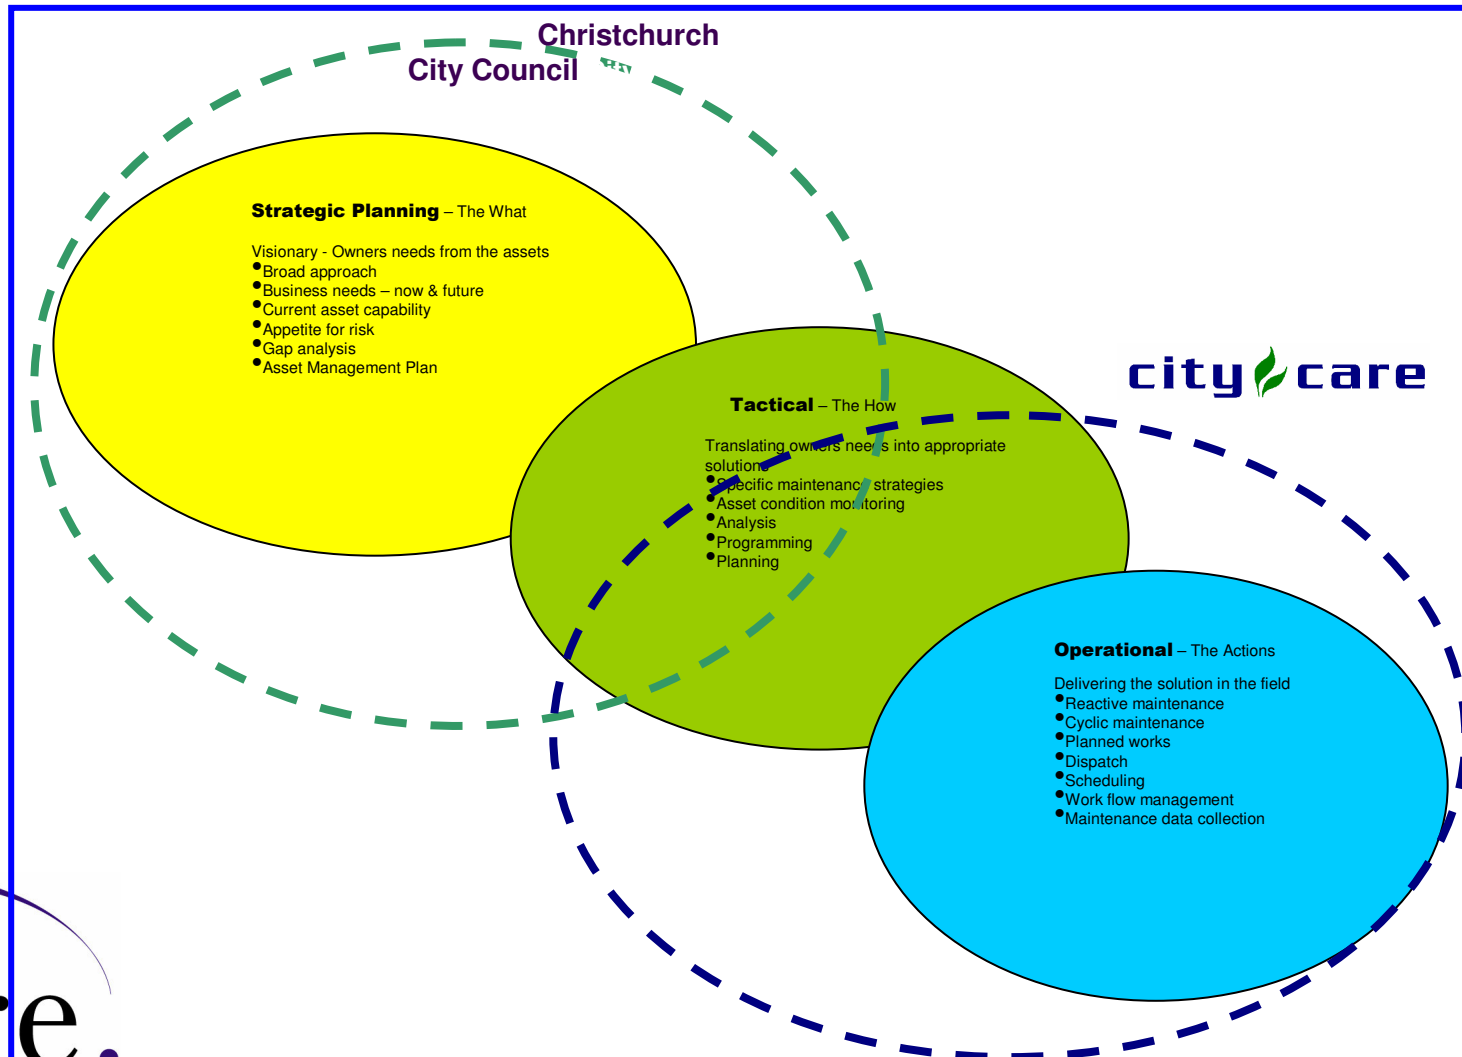 Christchurch
City Council
Strategic Planning – The What
Visionary - Owners needs from the assets
•Broad approach
•Business needs – now & future
•Current asset capability
•Appetite for risk
•Gap analysis
•Asset Management Plan
city care
Tactical – The How
Translating owners needs into appropriate
solutions
•Specific maintenance strategies
•Asset condition monitoring
•Analysis
•Programming
•Planning
Operational – The Actions
Delivering the solution in the field
•Reactive maintenance
•Cyclic maintenance
•Planned works
•Dispatch
•Scheduling
•Work flow management
•Maintenance data collection
e.